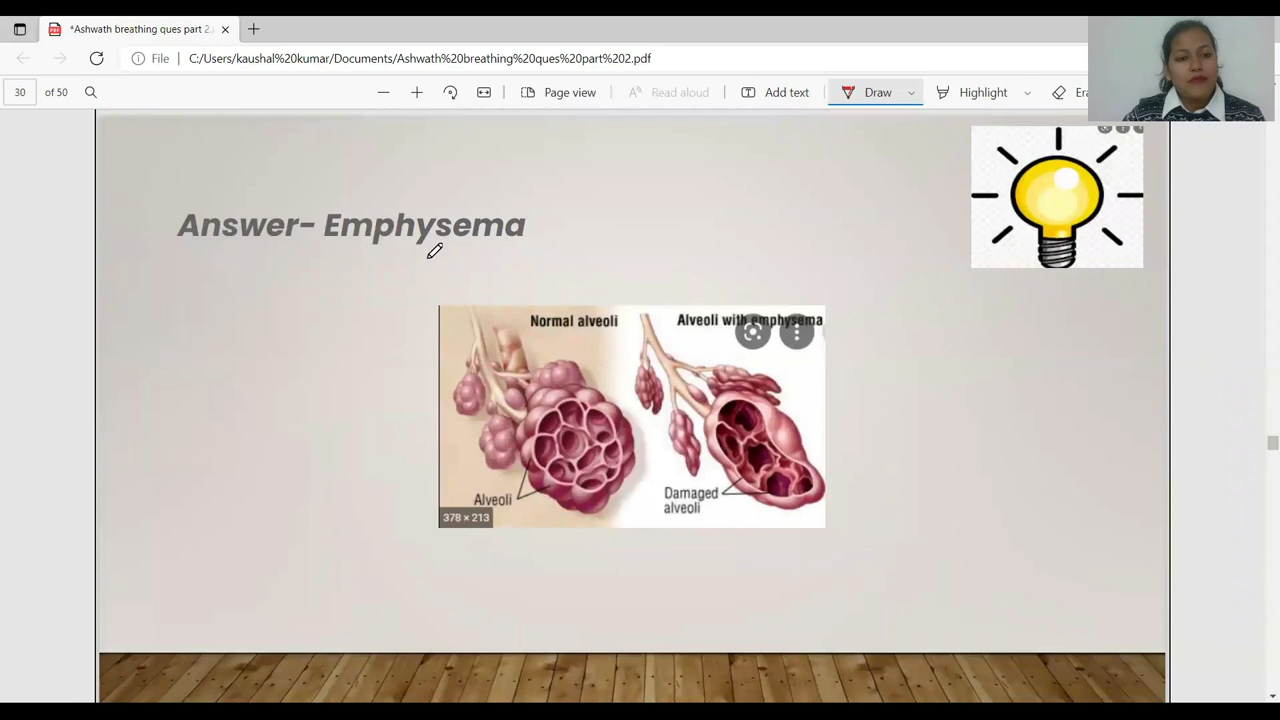 *Ashwath breathing ques part 2.
File
C:/Users/kaushal%20kumar/Documents/Ashwath%20breathing%20ques%20part%202.pdf
30 of 50
Page view
Read aloud
Add text
Draw
Highlight
Era
Answer- Emphysema
Normal alveoli
Alveoli with emphysema
Alveoli
Damaged
alveoli
378 × 213